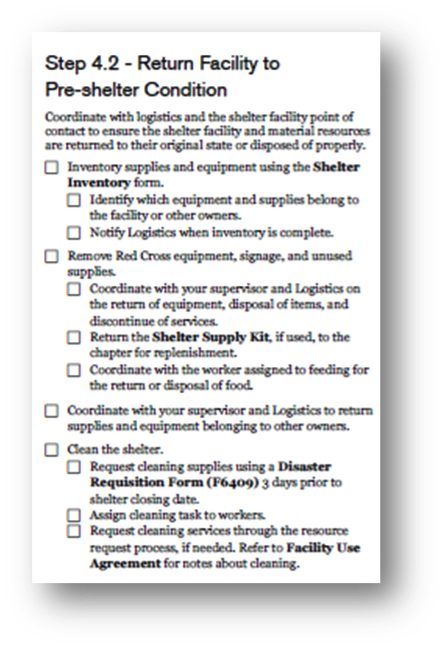 Step 4.2 - Return Facility to
Pre-shelter Condition
Coordinate with logistics and the shelter facility point of
contact to ensure the shelter facility and material resources
are returned to their original state or disposed of properly.
Inventory supplies and equipment using the Shelter
Inventory form.
Identify which equipment and supplies belong to
the facility or other owners.
Notify Logistics when inventory is complete.
Remove Red Cross equipment, signage, and unused
supplies.
Coordinate with your supervisor and Logistics on
the return of equipment, disposal of items, and
discontinue of services.
Return the Shelter Supply Kit, if used, to the
chapter for replenishment.
Coordinate with the worker assigned to feeding for
the return or disposal of food.
Coordinate with your supervisor and Logistics to return
supplies and equipment belonging to other owners.
Clean the shelter.
Request cleaning supplies using a Disaster
Requisition Form (F6409) 3 days prior to
shelter closing date.
Assign cleaning task to workers.
Request cleaning services through the resource
request process, if needed. Refer to Facility Use
Agreement for notes about cleaning.